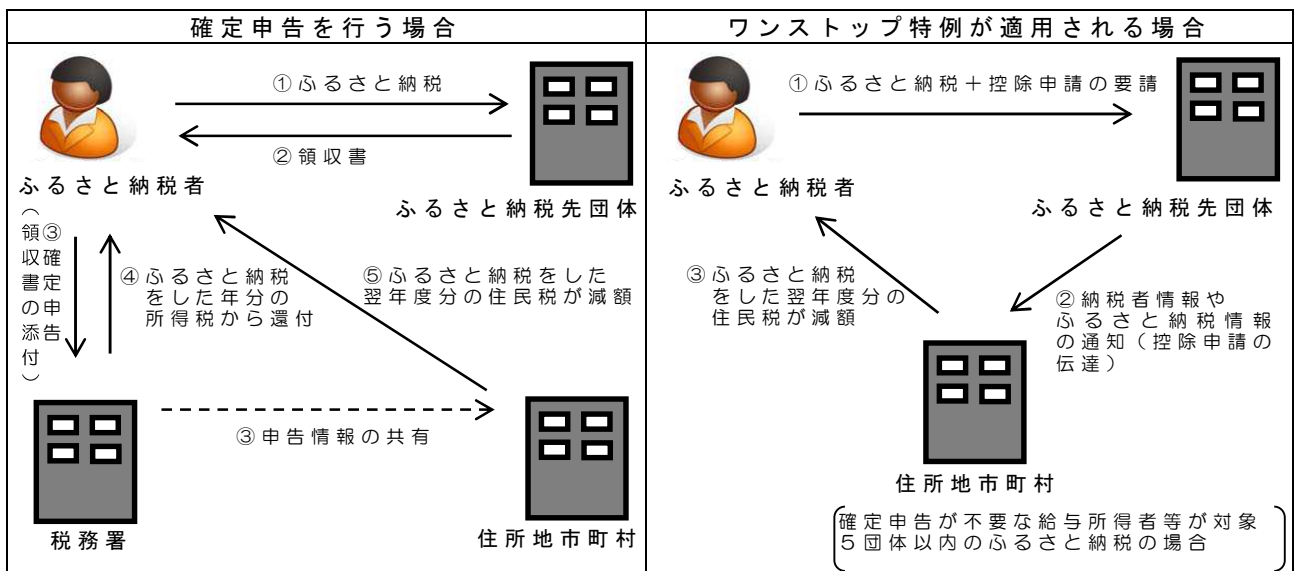 確定申告を行う場合
①ふるさと納税
②領収書
ふるさと納税者
ふるさと納税先団体
③確定申告
（領収書の添付）
④ふるさと納税
をした年分の
所得税から還付
⑤ふるさと納税をした
翌年度分の住民税が減額
③申告情報の共有
税務署
住所地市町村
ワンストップ特例が適用される場合
①ふるさと納税＋控除申請の要請
ふるさと納税者
ふるさと納税先団体
③ふるさと納税
をした翌年度分の
住民税が減額
②納税者情報や
ふるさと納税情報
の通知（控除申請の
伝達）
住所地市町村
確定申告が不要な給与所得者等が対象
５団体以内のふるさと納税の場合